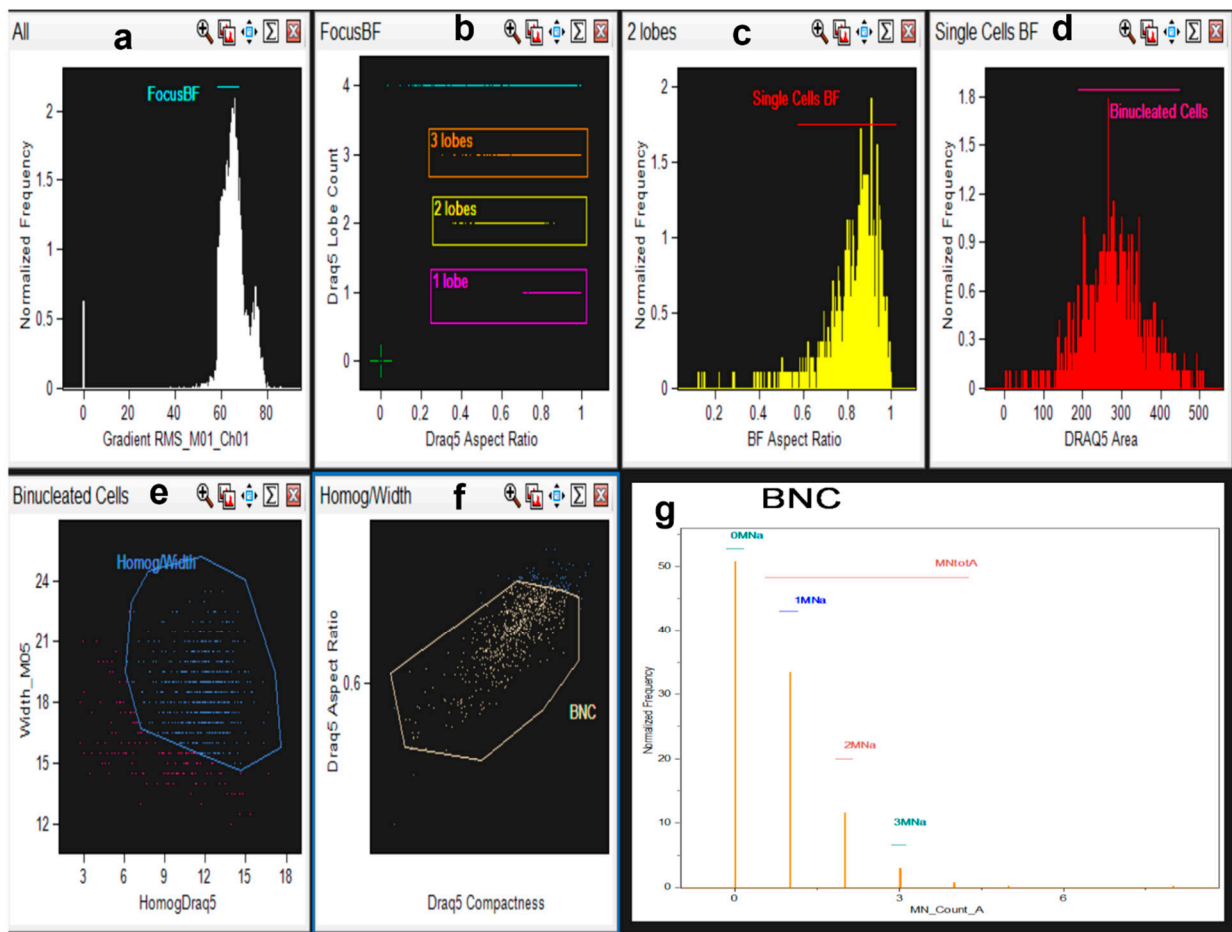 All
a
FocusBF
Normalized Frequency
2
1.5
1
0.5
0
0
20
40
60
80
Gradient RMS_M01_Ch01
FocusBF
b
3 lobes
2 lobes
1 lobe
Draq5 Lobe Count
4
3
2
1
0
0
0.2
0.4
0.6
0.8
1
Draq5 Aspect Ratio
2 lobes
c
Single Cells BF
Normalized Frequency
2
1.5
1
0.5
0
0.2
0.4
0.6
0.8
1
BF Aspect Ratio
Single Cells BF
d
Binucleated Cells
Normalized Frequency
1.8
1.5
1.2
0.9
0.6
0.3
0
0
100
200
300
400
500
DRAQ5 Area
Binucleated Cells
e
Homog/Width
Width_M05
24
21
18
15
12
3
6
9
12
15
18
HomogDraq5
Homog/Width
f
BNC
Draq5 Aspect Ratio
0.6
Draq5 Compactness
BNC
g
0MNa
MNtotA
1MNa
2MNa
3MNa
Normalized Frequency
50
40
30
20
10
0
0
6
MN_Count_A